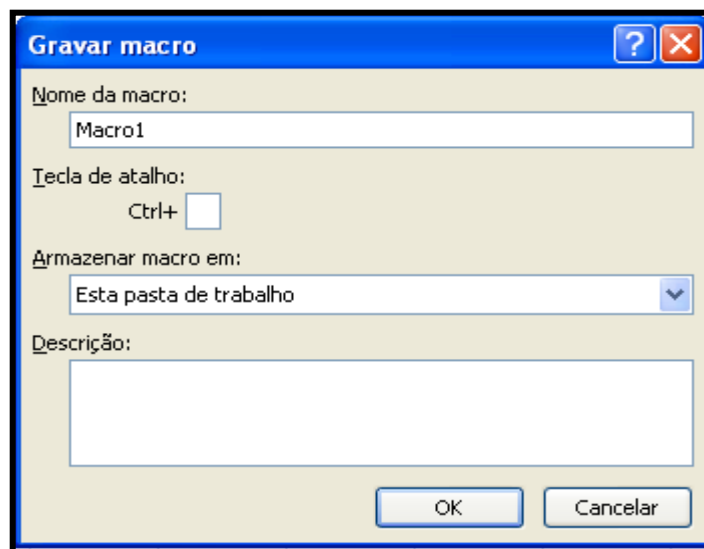 Gravar macro
Nome da macro:
Macro1
Tecla de atalho:
Ctrl+
Armazenar macro em:
Esta pasta de trabalho
Descrição:
OK Cancelar